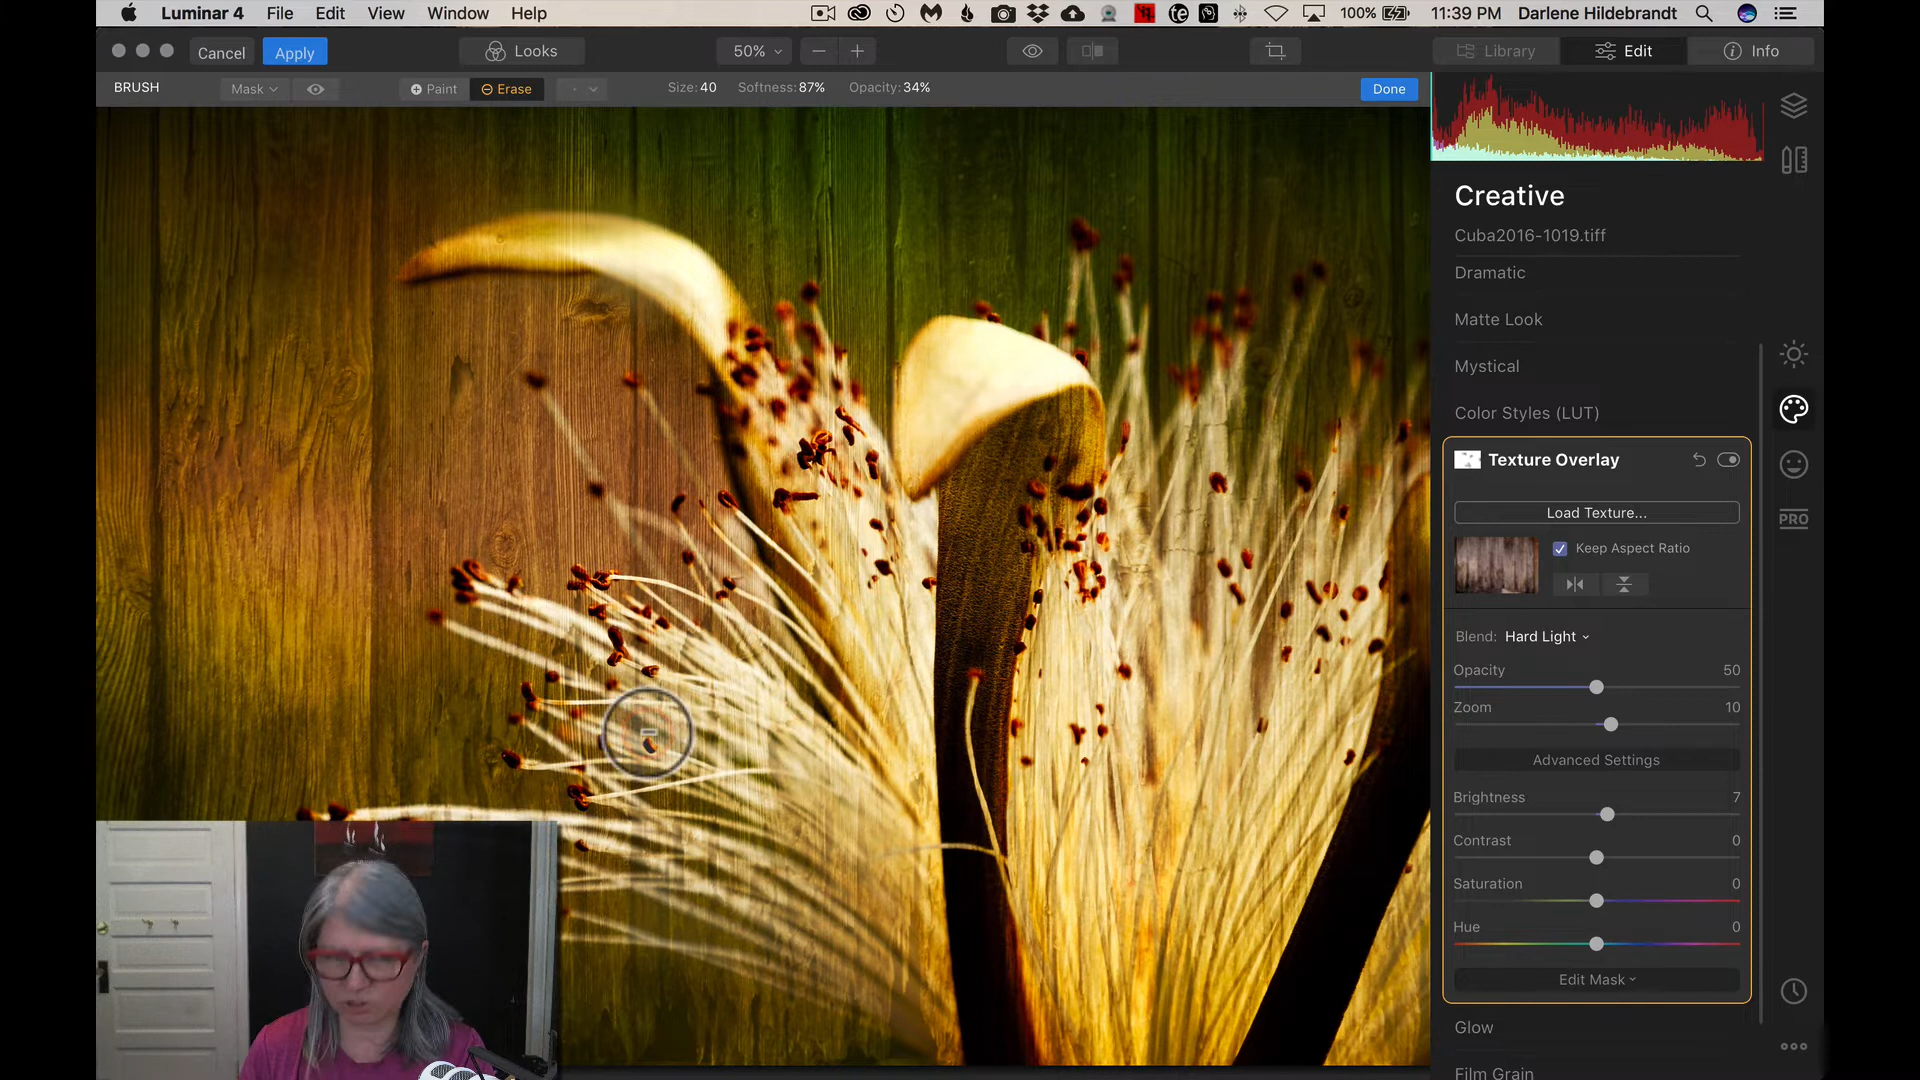 Luminar 4 File Edit View Window Help 100% 11:39 PM Darlene Hildebrandt
Cancel Apply Looks 50% Library Edit Info
BRUSH Mask Paint Erase Size: 40 Softness: 87% Opacity: 34% Done
Creative
Cuba2016-1019.tiff
Dramatic
Matte Look
Mystical
Color Styles (LUT)
Texture Overlay
Load Texture...
Keep Aspect Ratio
Blend: Hard Light
Opacity 50
Zoom 10
Advanced Settings
Brightness 7
Contrast 0
Saturation 0
Hue 0
Edit Mask
Glow
Film Grain
PRO